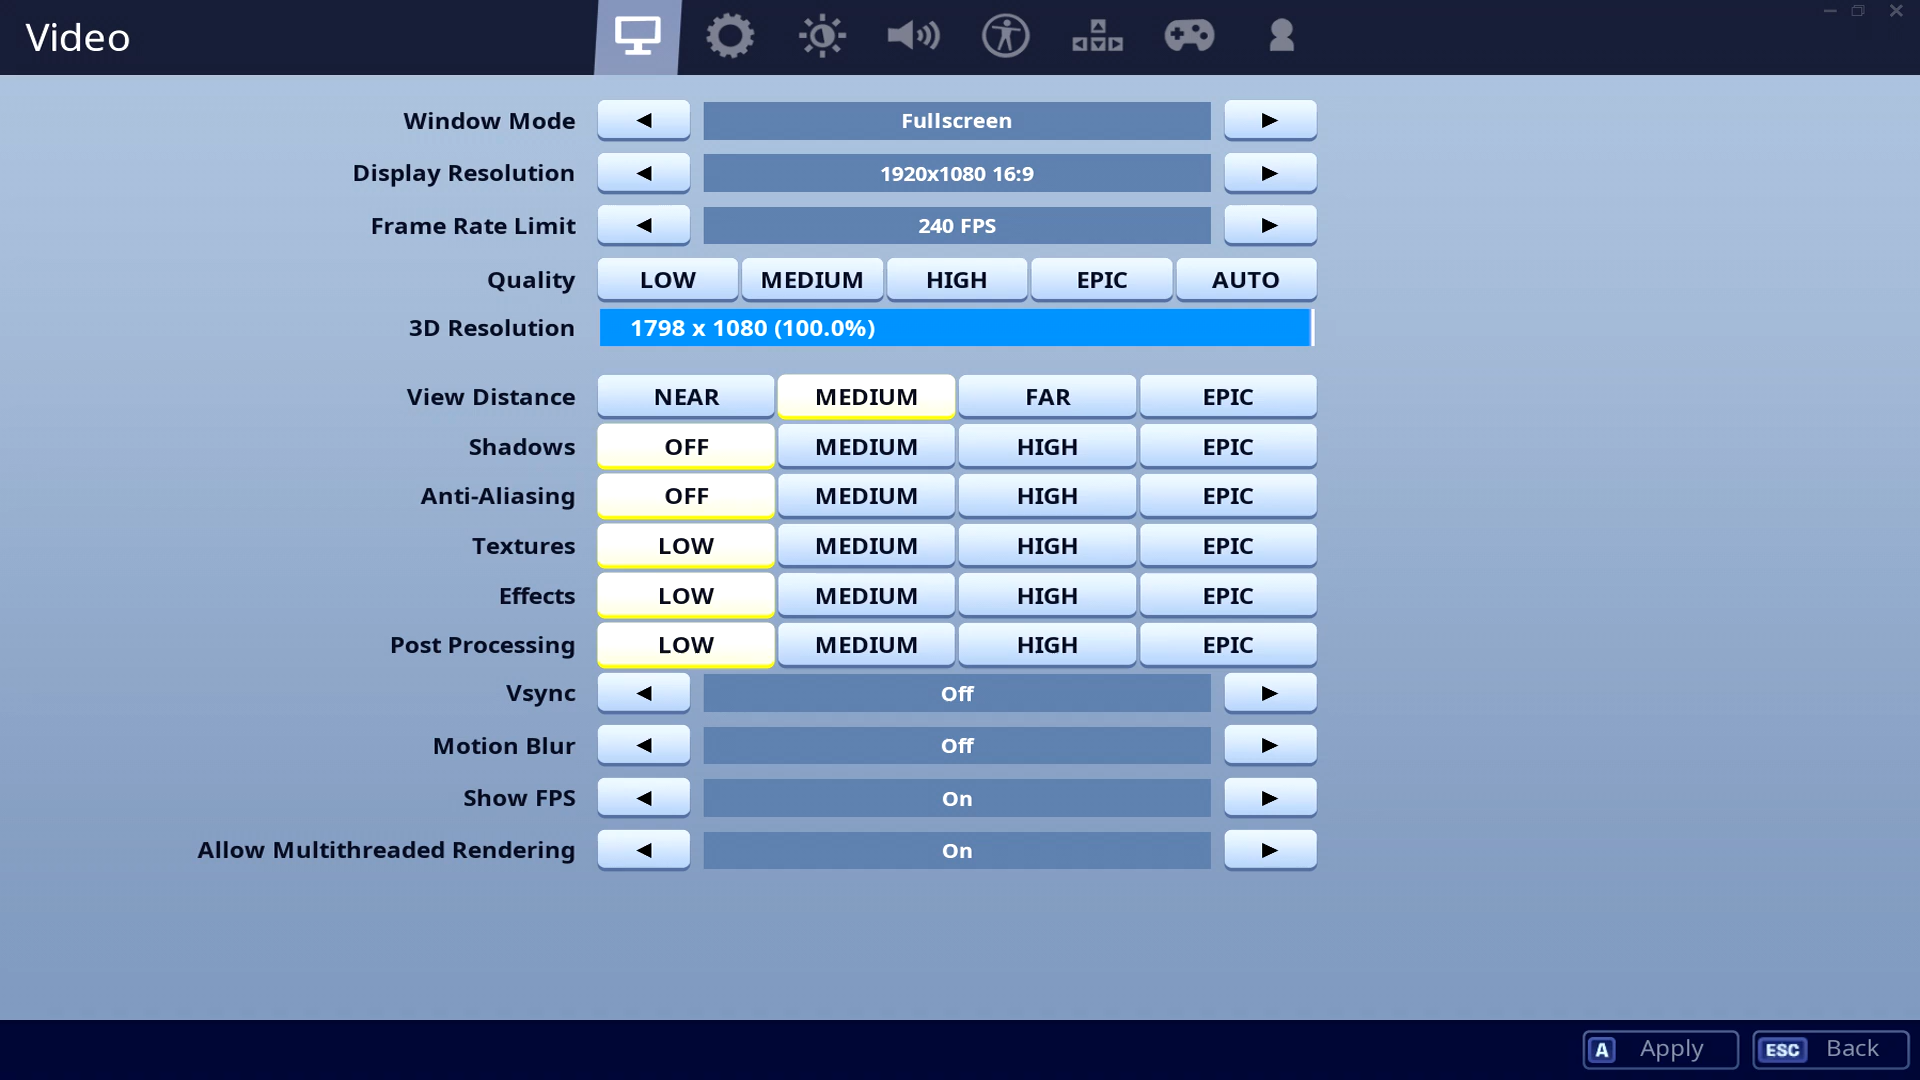 Video
Window Mode ◀ Fullscreen ▶
Display Resolution ◀ 1920x1080 16:9 ▶
Frame Rate Limit ◀ 240 FPS ▶
Quality LOW MEDIUM HIGH EPIC AUTO
3D Resolution 1798 x 1080 (100.0%)
View Distance NEAR MEDIUM FAR EPIC
Shadows OFF MEDIUM HIGH EPIC
Anti-Aliasing OFF MEDIUM HIGH EPIC
Textures LOW MEDIUM HIGH EPIC
Effects LOW MEDIUM HIGH EPIC
Post Processing LOW MEDIUM HIGH EPIC
Vsync ◀ Off ▶
Motion Blur ◀ Off ▶
Show FPS ◀ On ▶
Allow Multithreaded Rendering ◀ On ▶
A Apply ESC Back